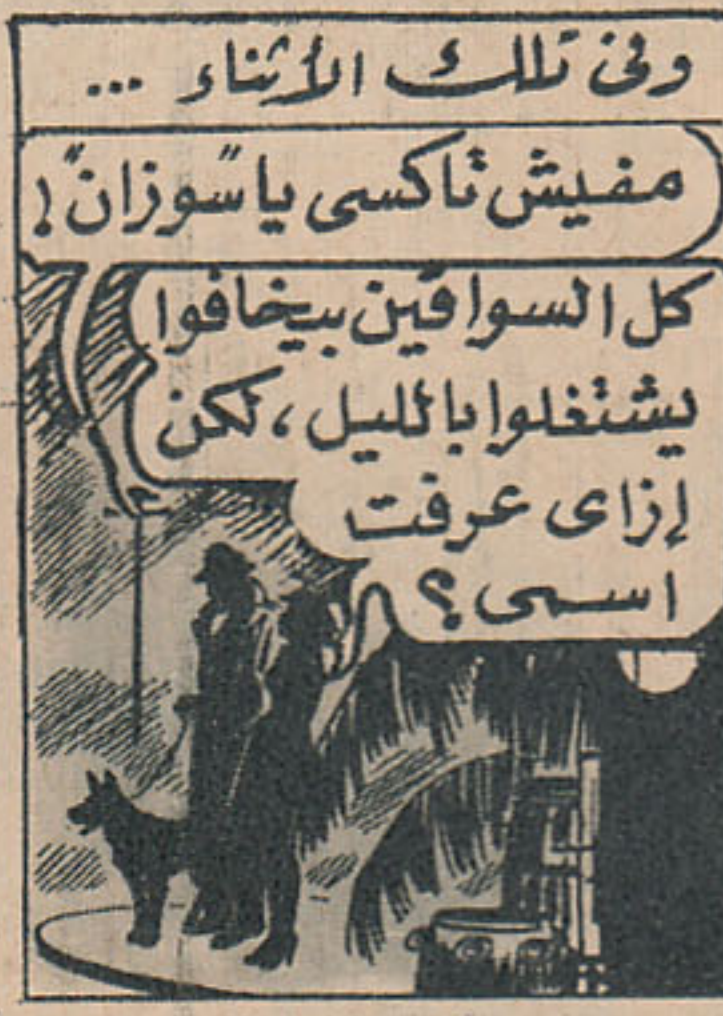 وفى تلك الأثناء ...
مفيش تاكسى يا "سوزان"!
كل السواقين بيخافوا
يشتغلوا بالليل، لكن
إزاى عرفت
اسمى؟